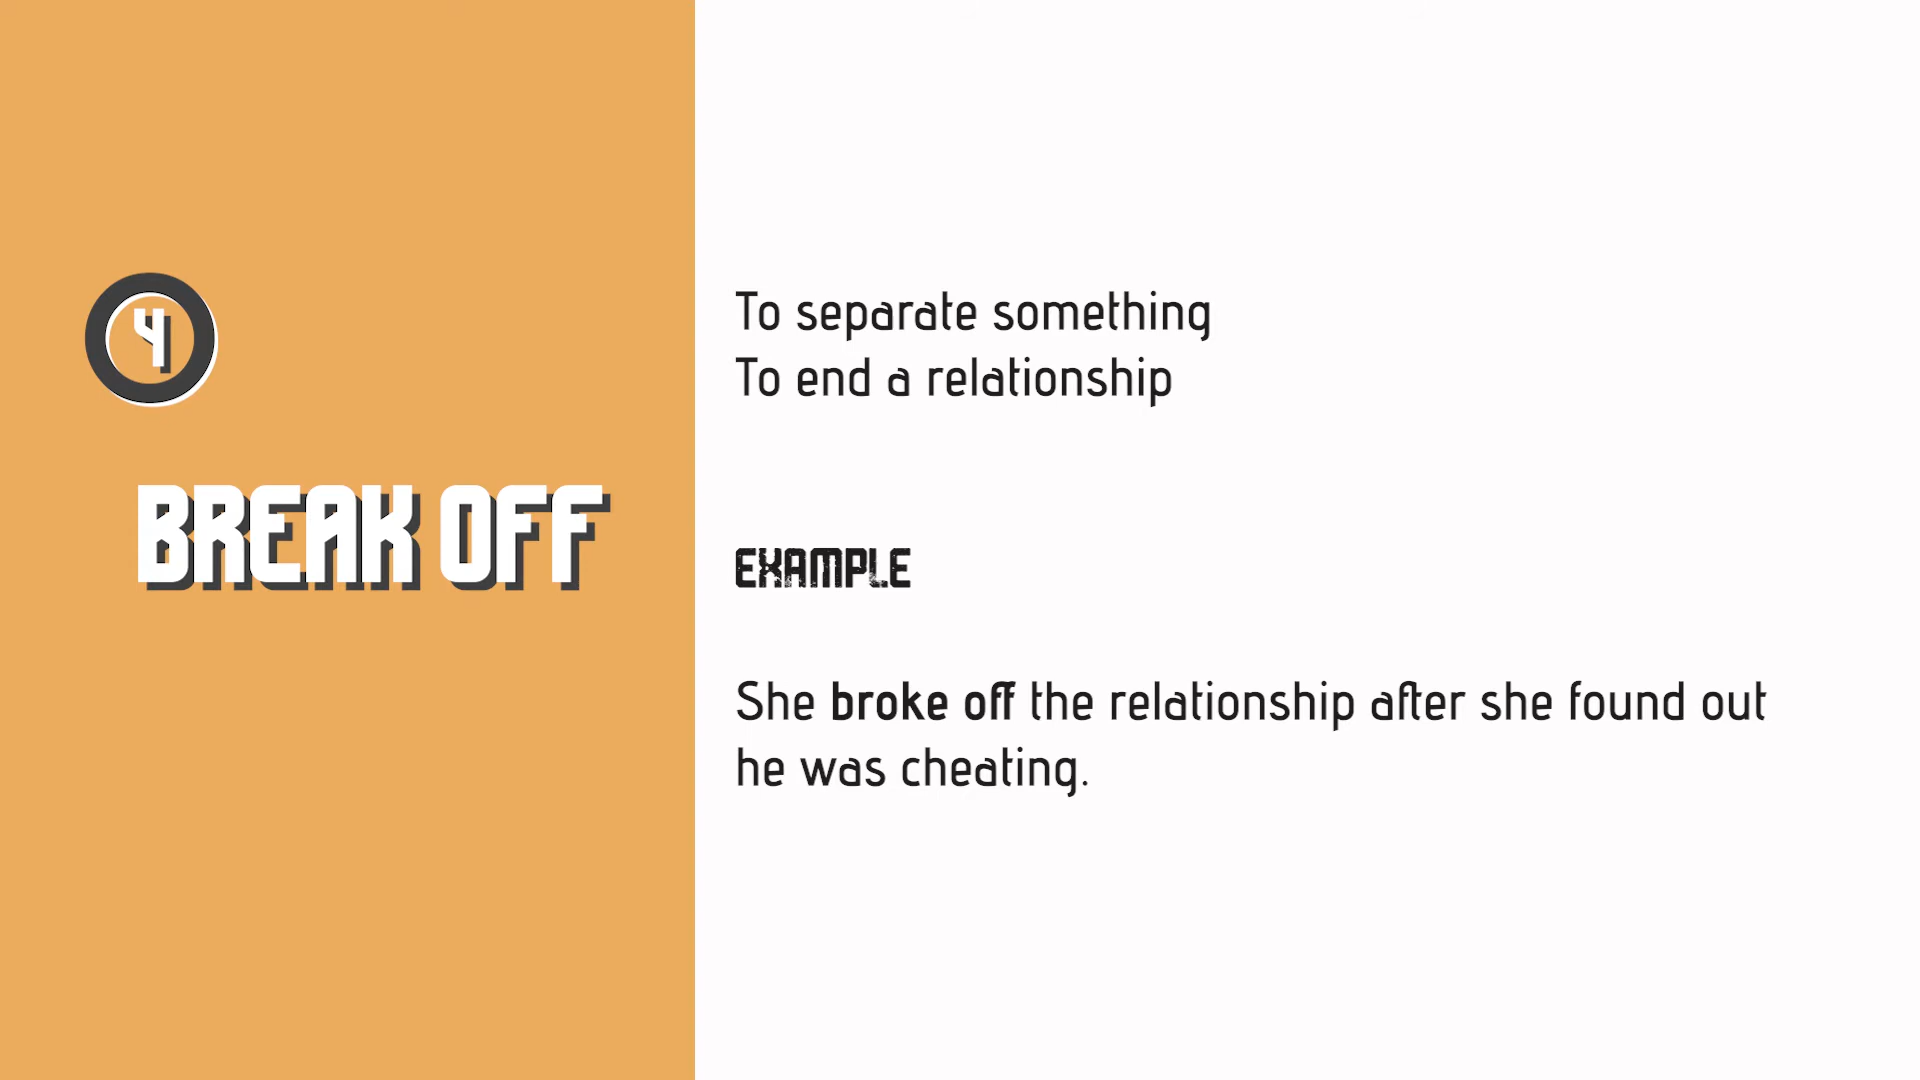 4
BREAK OFF
To separate something
To end a relationship
EXAMPLE
She broke off the relationship after she found out
he was cheating.